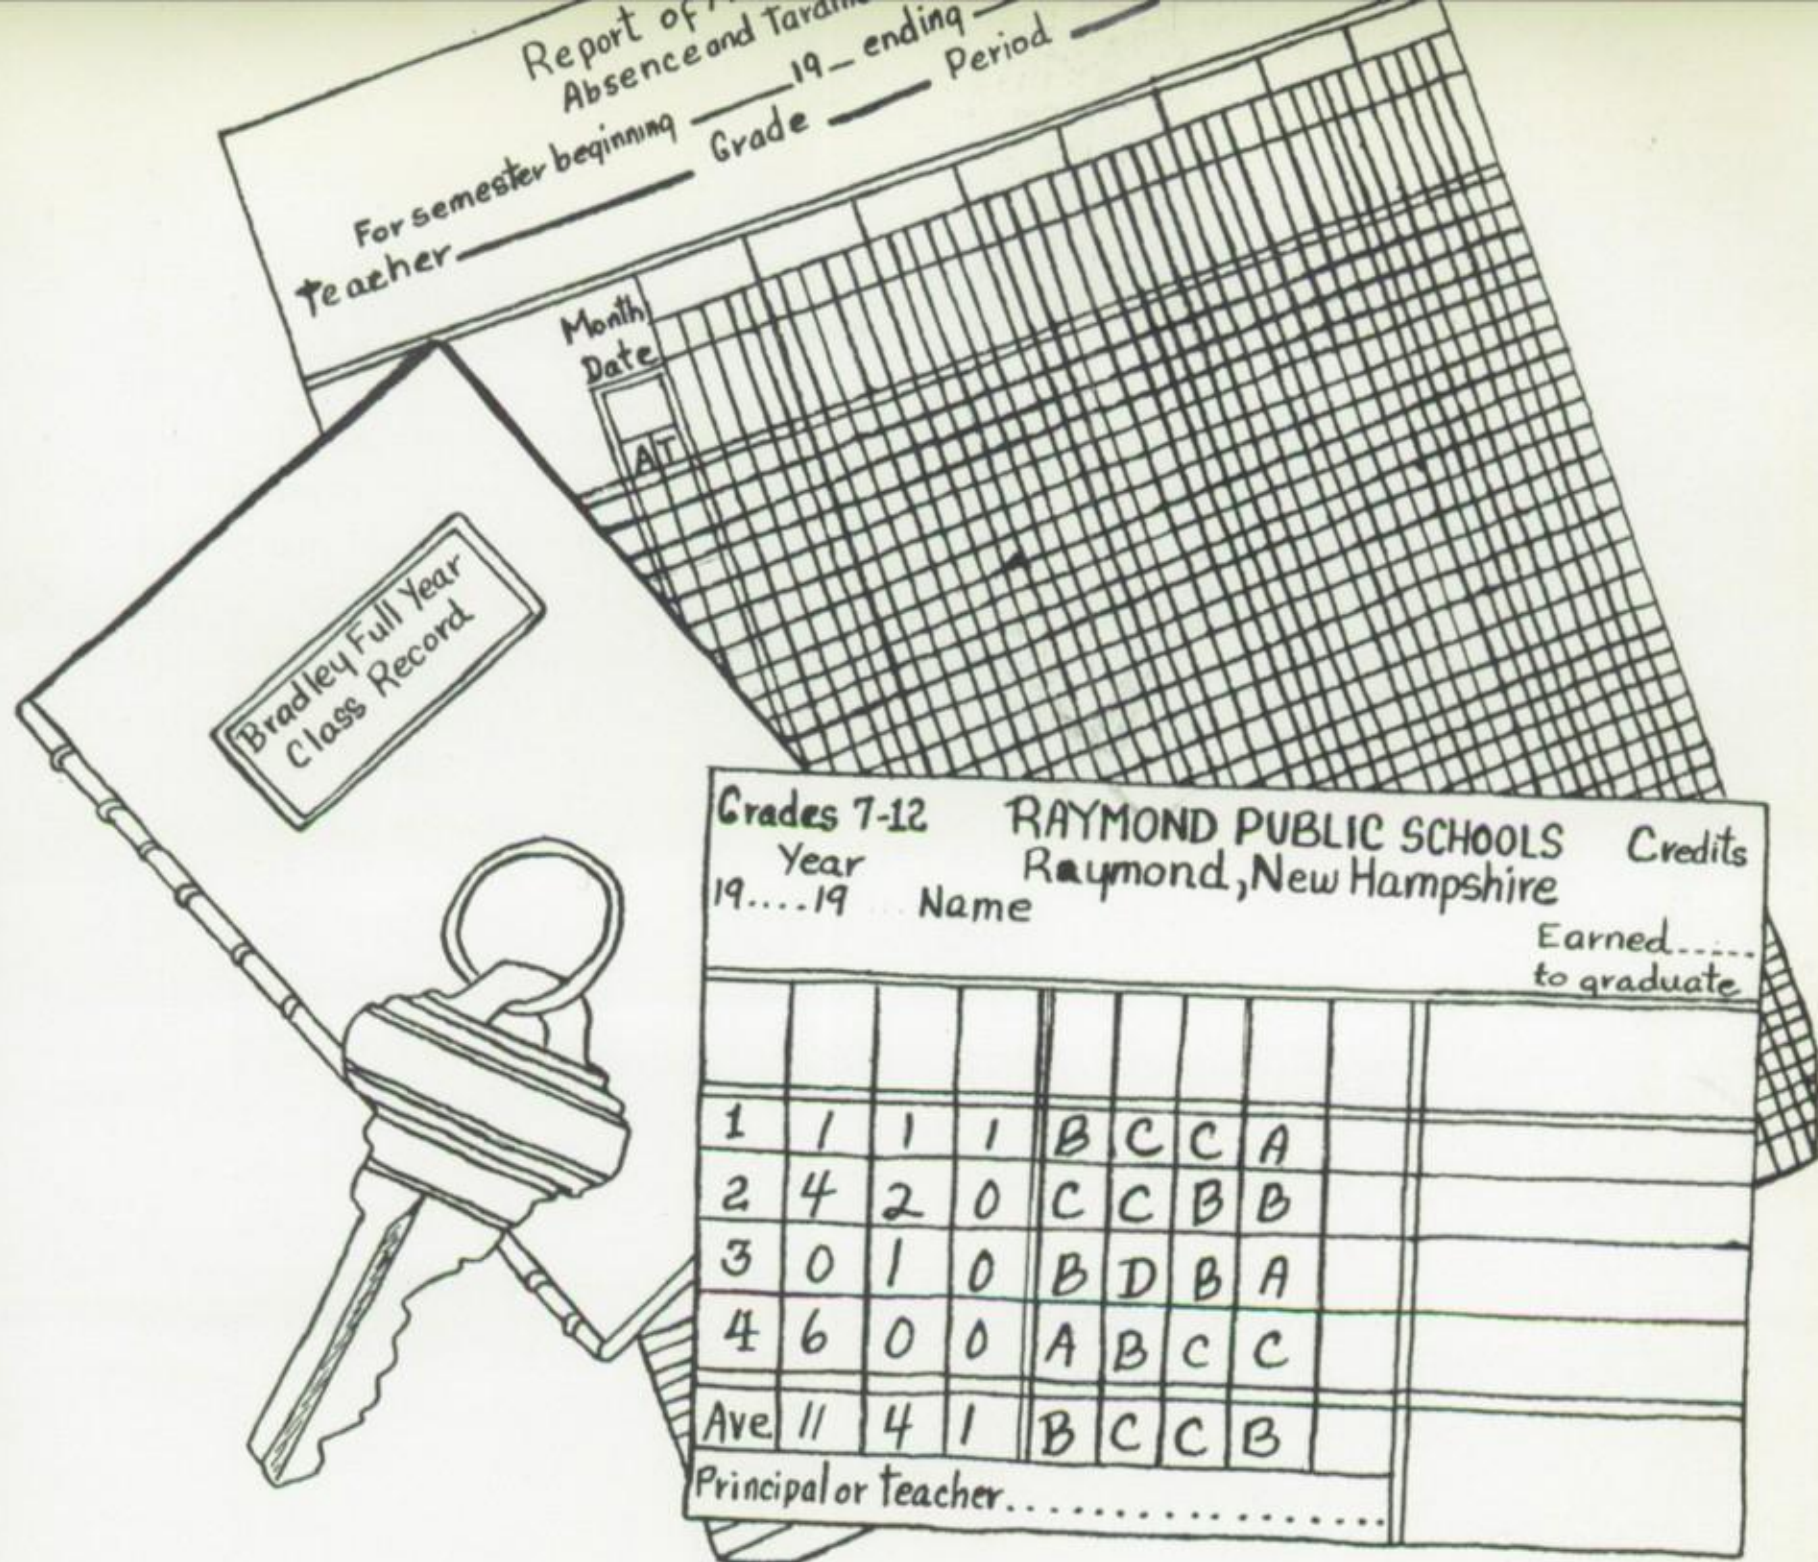 Report of
Absence and
For semester beginning 19 ending
Teacher Grade Period
Month
Date
A T
Bradley Full Year
Class Record
Grades 7-12 RAYMOND PUBLIC SCHOOLS Credits
Year Raymond, New Hampshire
19....19 Name
Earned......
to graduate
1 1 1 1 B C C A
2 4 2 0 C C B B
3 0 1 0 B D B A
4 6 0 0 A B C C
Ave 11 4 1 B C C B
Principal or teacher..................